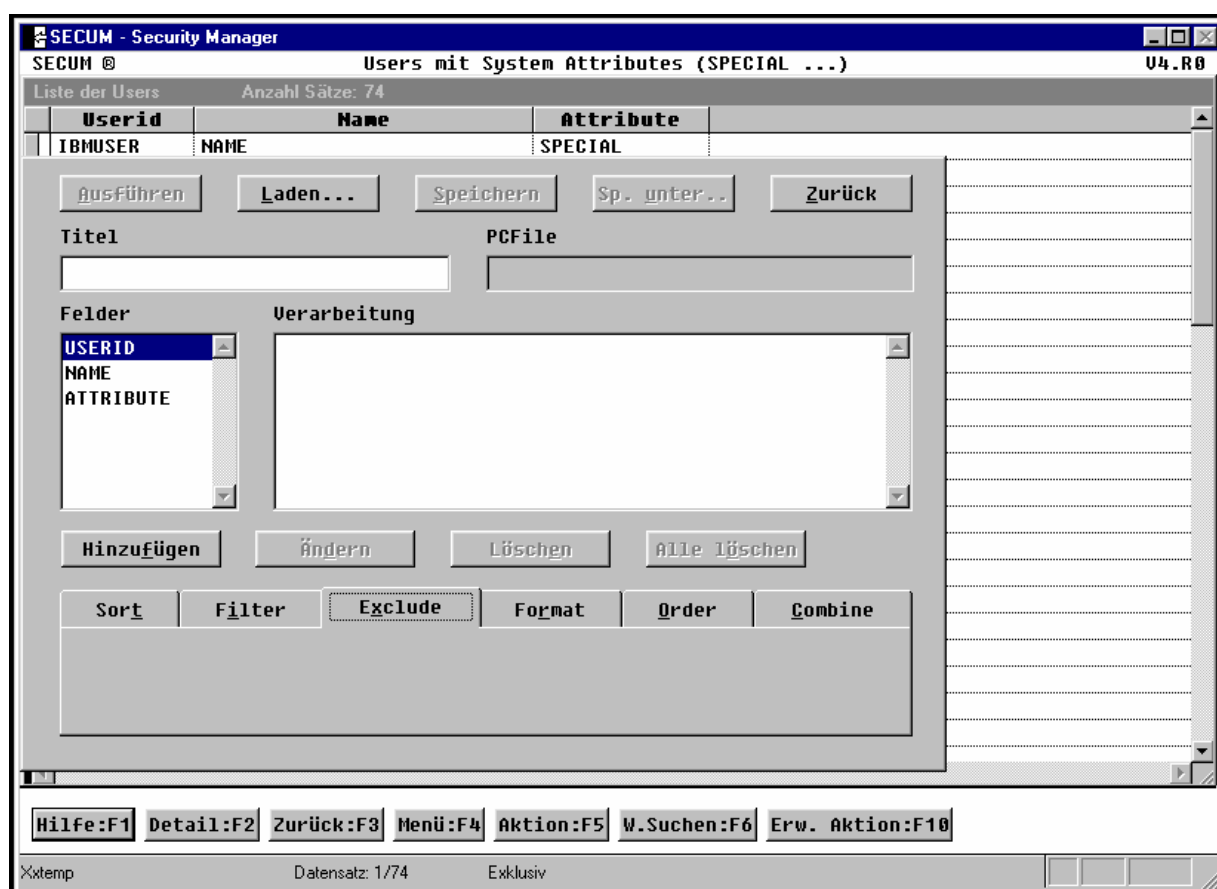 SECUM - Security Manager
SECUM ® Users mit System Attributes (SPECIAL ...) V4.R0
Liste der Users Anzahl Sätze: 74
Userid Name Attribute
IBMUSER NAME SPECIAL
Ausführen Laden... Speichern Sp. unter.. Zurück
Titel PCFile
Felder Verarbeitung
USERID
NAME
ATTRIBUTE
Hinzufügen Ändern Löschen Alle löschen
Sort Filter Exclude Format Order Combine
Hilfe:F1 Detail:F2 Zurück:F3 Menü:F4 Aktion:F5 W.Suchen:F6 Erw. Aktion:F10
Xxtemp Datensatz: 1/74 Exklusiv